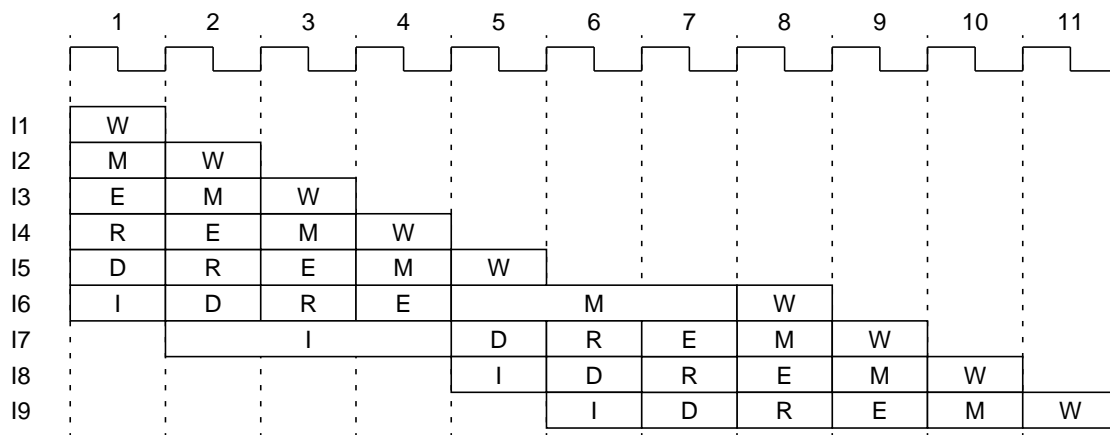 1 2 3 4 5 6 7 8 9 10 11
I1 W
I2 M W
I3 E M W
I4 R E M W
I5 D R E M W
I6 I D R E M W
I7 I D R E M W
I8 I D R E M W
I9 I D R E M W